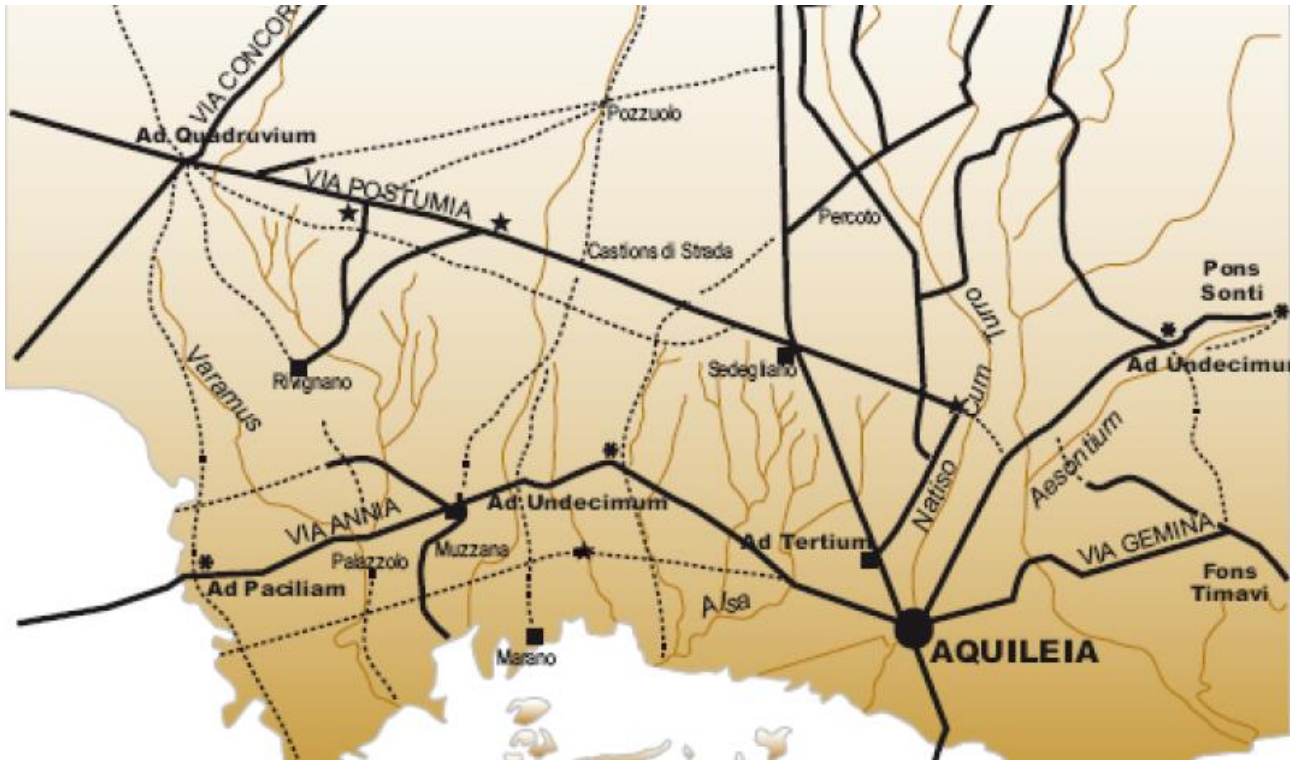 VIA CONCOR
Ad Quadruvium
Pozzuolo
VIA POSTUMIA
Percoto
Castions di Strada
Pons
Sonti
Turro
Varamus
Rivignano
Sedegliano
Ad Undecimum
Cum
Natiso
Aesontium
VIA ANNIA
Ad Undecimum
Muzzana
Palazzolo
Ad Tertium
VIA GEMINA
Ad Paciliam
Fons
Timavi
Alsa
Marano
AQUILEIA